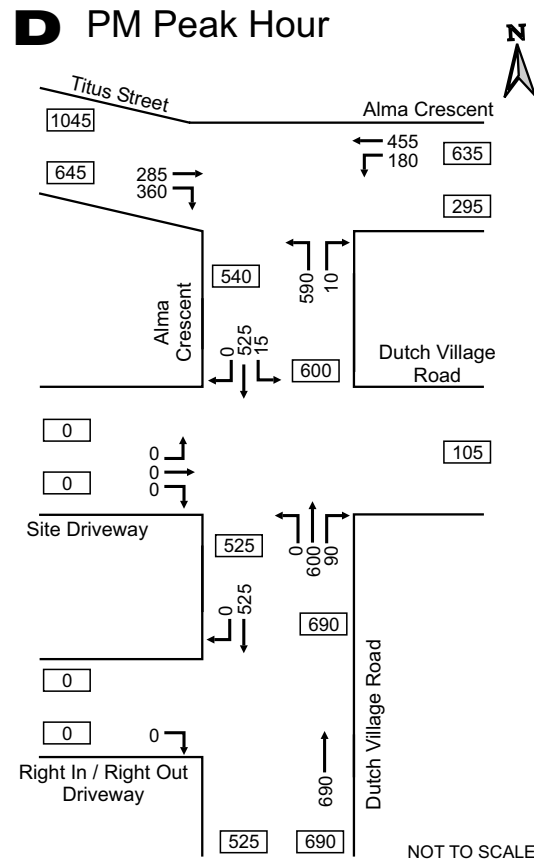 D PM Peak Hour
N
Titus Street
Alma Crescent
1045
455
180
635
645
285
360
295
590
10
540
Alma
Crescent
0
525
15
600
Dutch Village
Road
0
0
0
0
105
0
Site Driveway
525
0
600
90
0
525
690
Dutch Village Road
0
0
0
Right In / Right Out
Driveway
690
525
690
NOT TO SCALE